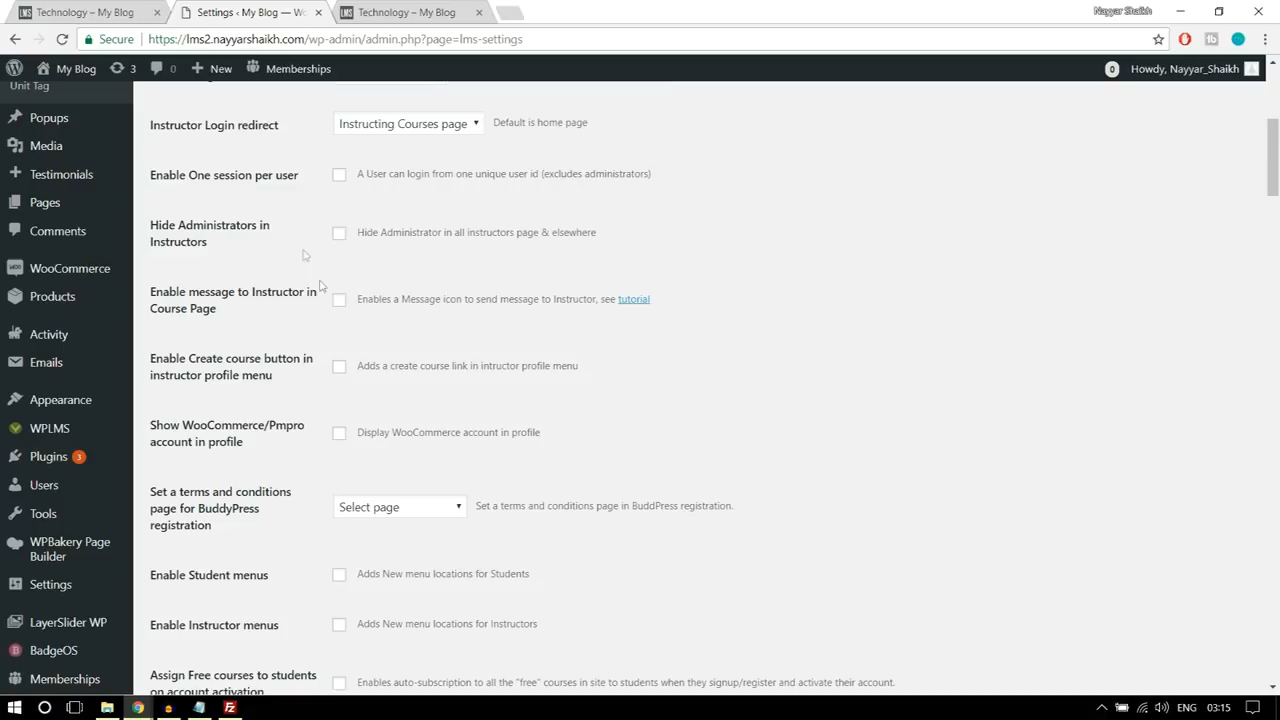 Technology – My Blog
Settings ‹ My Blog — Wo
Technology – My Blog
Nayyar Shaikh
Secure
https://lms2.nayyarshaikh.com/wp-admin/admin.php?page=lms-settings
My Blog
3
0
New
Memberships
0
Howdy, Nayyar_Shaikh
Unit Tag
Popups
Media
Testimonials
Pages
Comments
WooCommerce
Products
Activity
Emails
Appearance
WPLMS
Plugins 3
Users
Tools
WPBakery Page
Builder
Settings
LayerSlider WP
BadgeOS
Memberships
Instructor Login redirect
Instructing Courses page
Default is home page
Enable One session per user
A User can login from one unique user id (excludes administrators)
Hide Administrators in
Instructors
Hide Administrator in all instructors page & elsewhere
Enable message to Instructor in
Course Page
Enables a Message icon to send message to Instructor, see tutorial
Enable Create course button in
instructor profile menu
Adds a create course link in intructor profile menu
Show WooCommerce/Pmpro
account in profile
Display WooCommerce account in profile
Set a terms and conditions
page for BuddyPress
registration
Select page
Set a terms and conditions page in BuddPress registration.
Enable Student menus
Adds New menu locations for Students
Enable Instructor menus
Adds New menu locations for Instructors
Assign Free courses to students
on account activation
Enables auto-subscription to all the "free" courses in site to students when they signup/register and activate their account.
ENG
03:15